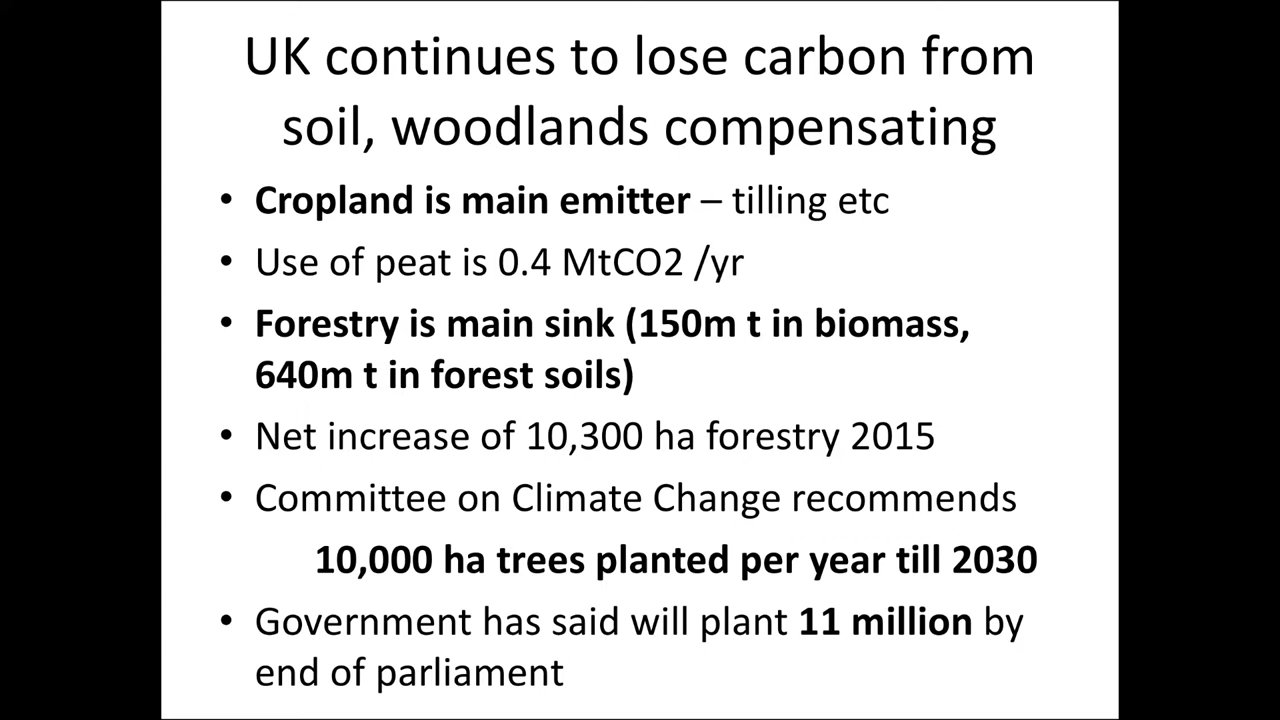 UK continues to lose carbon from
soil, woodlands compensating
• Cropland is main emitter – tilling etc
• Use of peat is 0.4 MtCO2 /yr
• Forestry is main sink (150m t in biomass,
640m t in forest soils)
• Net increase of 10,300 ha forestry 2015
• Committee on Climate Change recommends
10,000 ha trees planted per year till 2030
• Government has said will plant 11 million by
end of parliament